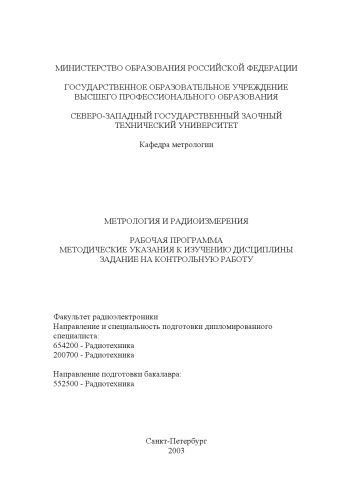 МИНИСТЕРСТВО ОБРАЗОВАНИЯ РОССИЙСКОЙ ФЕДЕРАЦИИ
ГОСУДАРСТВЕННОЕ ОБРАЗОВАТЕЛЬНОЕ УЧРЕЖДЕНИЕ
ВЫСШЕГО ПРОФЕССИОНАЛЬНОГО ОБРАЗОВАНИЯ
СЕВЕРО-ЗАПАДНЫЙ ГОСУДАРСТВЕННЫЙ ЗАОЧНЫЙ
ТЕХНИЧЕСКИЙ УНИВЕРСИТЕТ
Кафедра метрологии
МЕТРОЛОГИЯ И РАДИОИЗМЕРЕНИЯ
РАБОЧАЯ ПРОГРАММА
МЕТОДИЧЕСКИЕ УКАЗАНИЯ К ИЗУЧЕНИЮ ДИСЦИПЛИНЫ
ЗАДАНИЕ НА КОНТРОЛЬНУЮ РАБОТУ
Факультет радиоэлектроники
Направление и специальность подготовки дипломированного
специалиста:
654200 - Радиотехника
200700 - Радиотехника
Направление подготовки бакалавра:
552500 - Радиотехника
Санкт-Петербург
2003